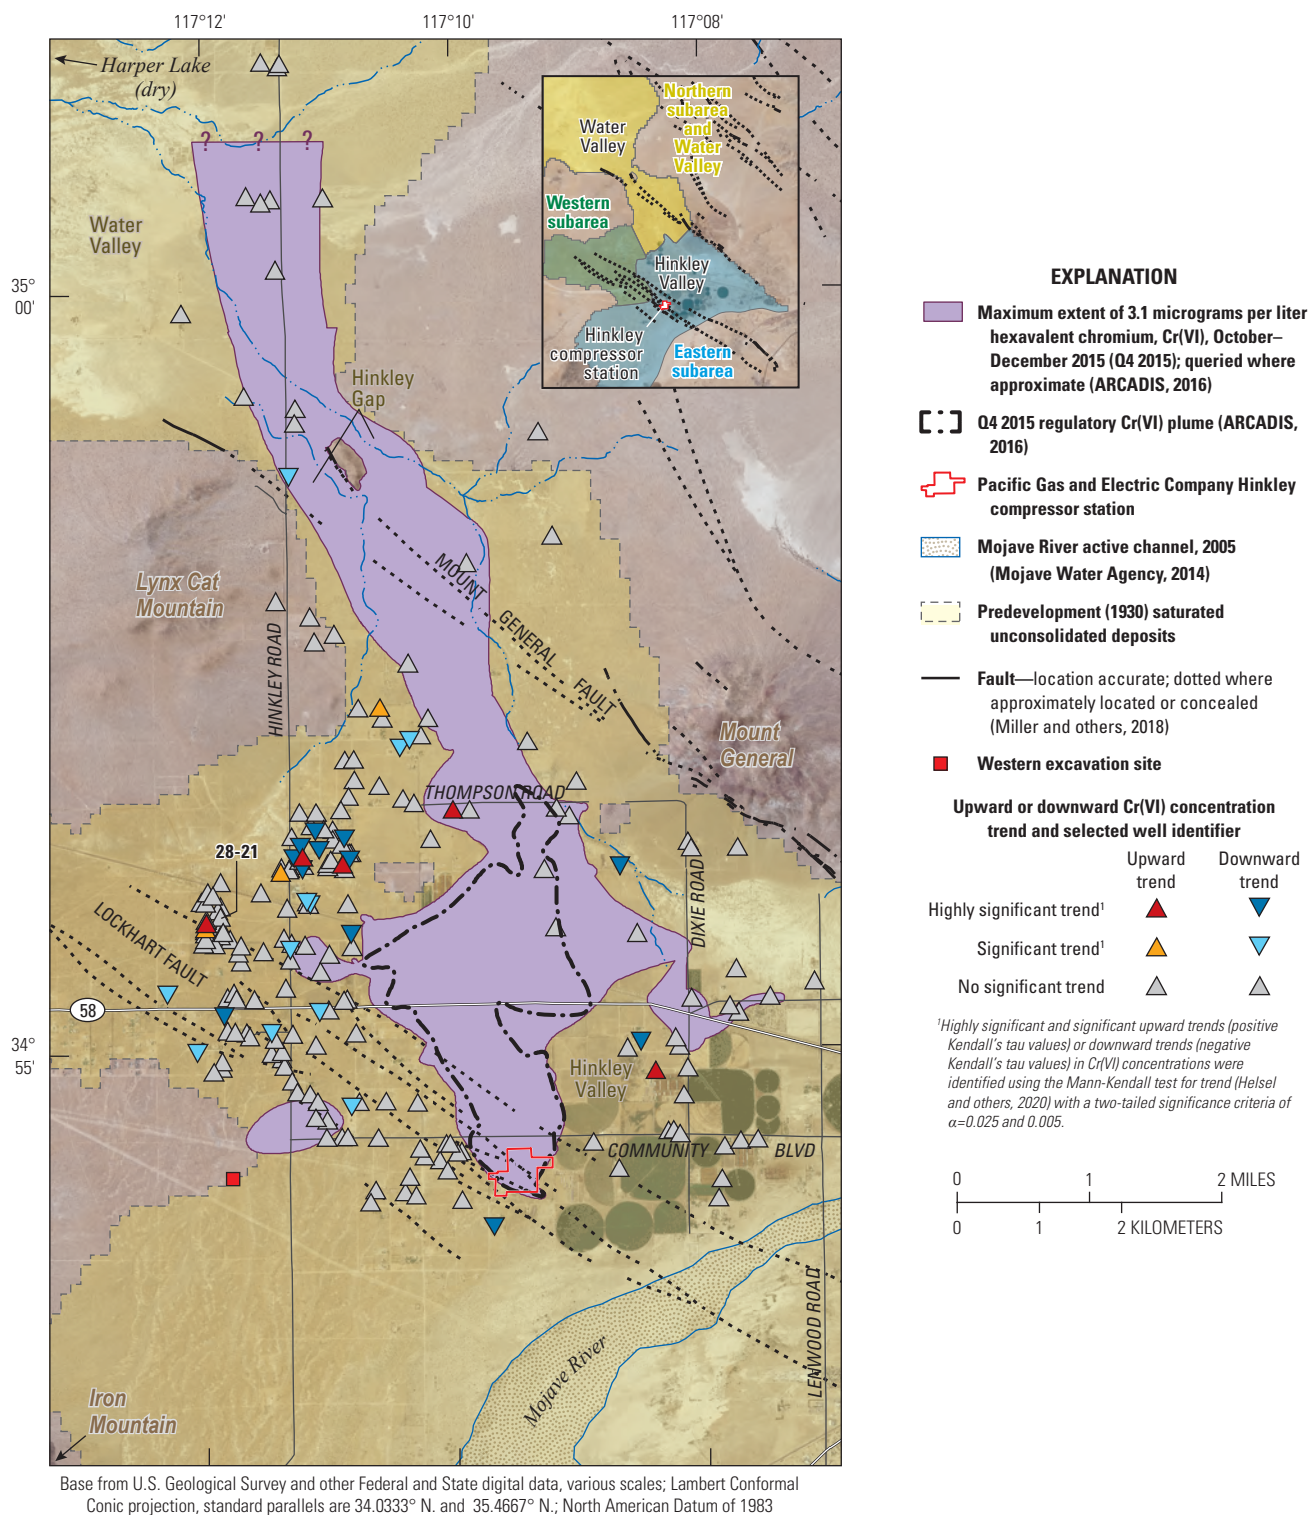 117°12' 117°10' 117°08'
Harper Lake
(dry)
? ? ?
Water
Valley
35°
00'
Hinkley
Gap
Northern
subarea
and
Water
Valley
Water
Valley
Western
subarea
Hinkley
Valley
Hinkley
compressor
station
Eastern
subarea
Lynx Cat
Mountain
HINKLEY ROAD
MOUNT GENERAL FAULT
Mount
General
THOMPSON ROAD
28-21
DIXIE ROAD
LOCKHART FAULT
58
34°
55'
Hinkley
Valley
COMMUNITY BLVD
LENWOOD ROAD
Mojave River
Iron
Mountain
Base from U.S. Geological Survey and other Federal and State digital data, various scales; Lambert Conformal
Conic projection, standard parallels are 34.0333° N. and 35.4667° N.; North American Datum of 1983
EXPLANATION
Maximum extent of 3.1 micrograms per liter
hexavalent chromium, Cr(VI), October–
December 2015 (Q4 2015); queried where
approximate (ARCADIS, 2016)
Q4 2015 regulatory Cr(VI) plume (ARCADIS,
2016)
Pacific Gas and Electric Company Hinkley
compressor station
Mojave River active channel, 2005
(Mojave Water Agency, 2014)
Predevelopment (1930) saturated
unconsolidated deposits
Fault—location accurate; dotted where
approximately located or concealed
(Miller and others, 2018)
Western excavation site
Upward or downward Cr(VI) concentration
trend and selected well identifier
Upward Downward
trend trend
Highly significant trend¹
Significant trend¹
No significant trend
¹Highly significant and significant upward trends (positive
Kendall's tau values) or downward trends (negative
Kendall's tau values) in Cr(VI) concentrations were
identified using the Mann-Kendall test for trend (Helsel
and others, 2020) with a two-tailed significance criteria of
α=0.025 and 0.005.
0 1 2 MILES
0 1 2 KILOMETERS